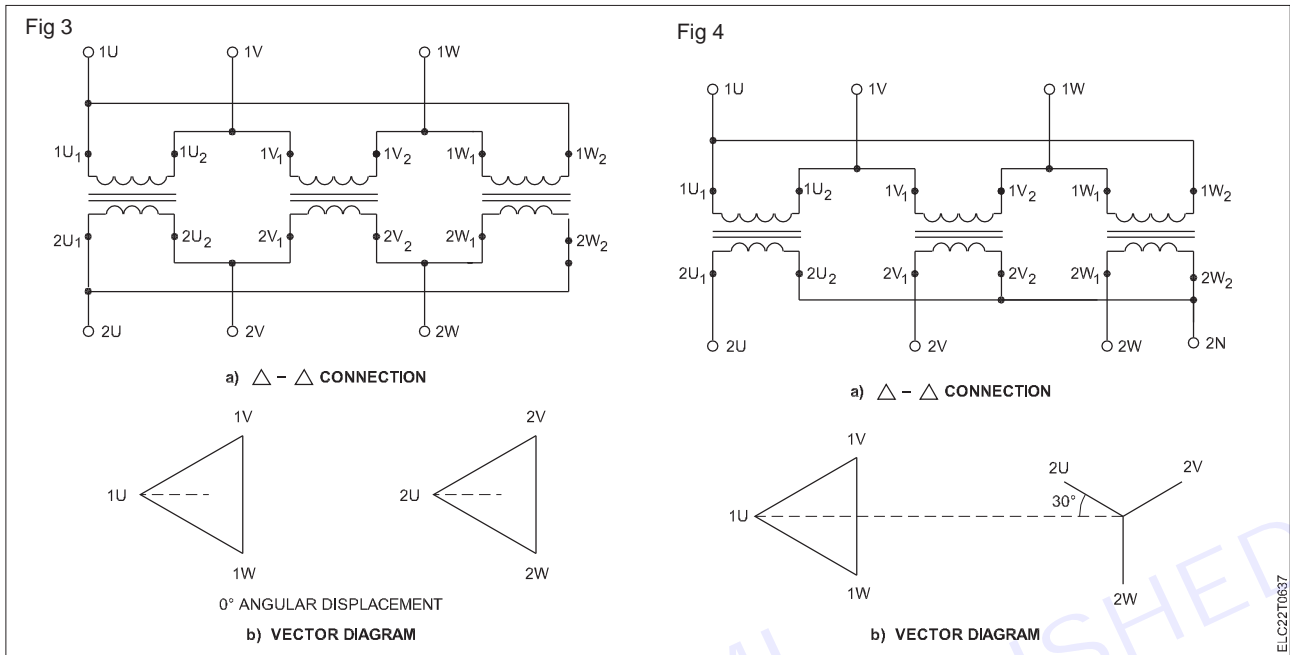 Fig 3
1U 1V 1W
1U1 1U2 1V1 1V2 1W1 1W2
2U1 2U2 2V1 2V2 2W1 2W2
2U 2V 2W
a) △ – △ CONNECTION
1V 2V
1U 2U
1W 2W
0° ANGULAR DISPLACEMENT
b) VECTOR DIAGRAM
Fig 4
1U 1V 1W
1U1 1U2 1V1 1V2 1W1 1W2
2U1 2U2 2V1 2V2 2W1 2W2
2U 2V 2W 2N
a) △ – △ CONNECTION
1V
2U 2V
30°
1U
1W
2W
b) VECTOR DIAGRAM
ELC22T0637